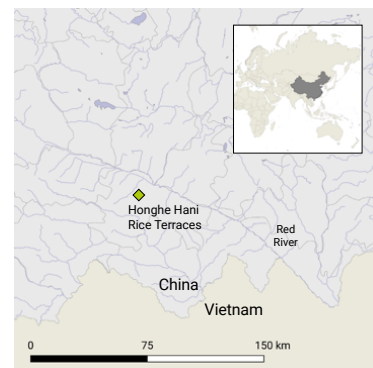 Honghe Hani
Rice Terraces
Red
River
China
Vietnam
0 75 150 km